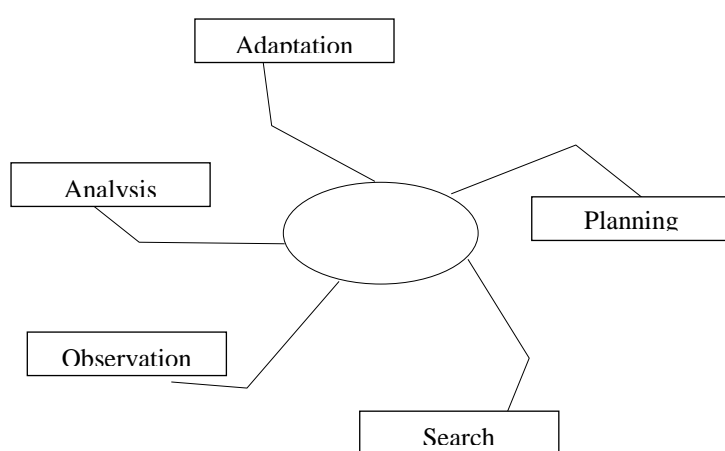 Adaptation
Analysis
Planning
Observation
Search